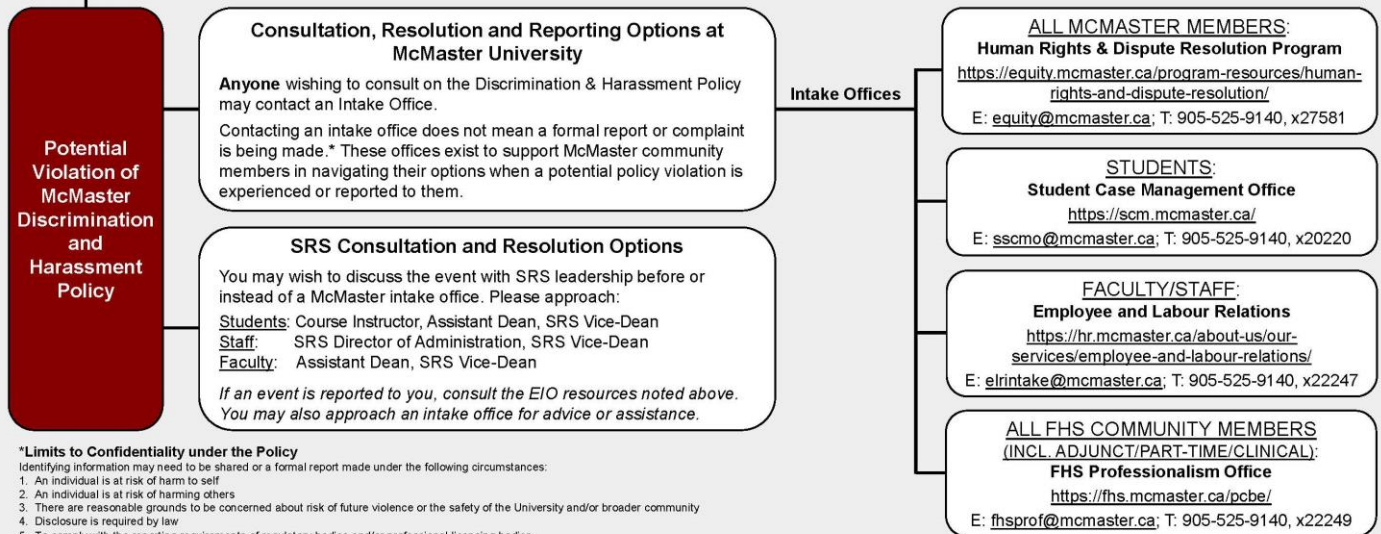 Potential
Violation of
McMaster
Discrimination
and
Harassment
Policy
Consultation, Resolution and Reporting Options at
McMaster University
Anyone wishing to consult on the Discrimination & Harassment Policy
may contact an Intake Office.
Contacting an intake office does not mean a formal report or complaint
is being made.* These offices exist to support McMaster community
members in navigating their options when a potential policy violation is
experienced or reported to them.
SRS Consultation and Resolution Options
You may wish to discuss the event with SRS leadership before or
instead of a McMaster intake office. Please approach:
Students: Course Instructor, Assistant Dean, SRS Vice-Dean
Staff: SRS Director of Administration, SRS Vice-Dean
Faculty: Assistant Dean, SRS Vice-Dean
If an event is reported to you, consult the EIO resources noted above.
You may also approach an intake office for advice or assistance.
Intake Offices
ALL MCMASTER MEMBERS:
Human Rights & Dispute Resolution Program
https://equity.mcmaster.ca/program-resources/human-
rights-and-dispute-resolution/
E: equity@mcmaster.ca; T: 905-525-9140, x27581
STUDENTS:
Student Case Management Office
https://scm.mcmaster.ca/
E: sscmo@mcmaster.ca; T: 905-525-9140, x20220
FACULTY/STAFF:
Employee and Labour Relations
https://hr.mcmaster.ca/about-us/our-
services/employee-and-labour-relations/
E: elrintake@mcmaster.ca; T: 905-525-9140, x22247
ALL FHS COMMUNITY MEMBERS
(INCL. ADJUNCT/PART-TIME/CLINICAL):
FHS Professionalism Office
https://fhs.mcmaster.ca/pcbe/
E: fhsprof@mcmaster.ca; T: 905-525-9140, x22249
*Limits to Confidentiality under the Policy
Identifying information may need to be shared or a formal report made under the following circumstances:
1. An individual is at risk of harm to self
2. An individual is at risk of harming others
3. There are reasonable grounds to be concerned about risk of future violence or the safety of the University and/or broader community
4. Disclosure is required by law
5. To comply with the reporting requirements of regulatory bodies and/or professional licensing bodies